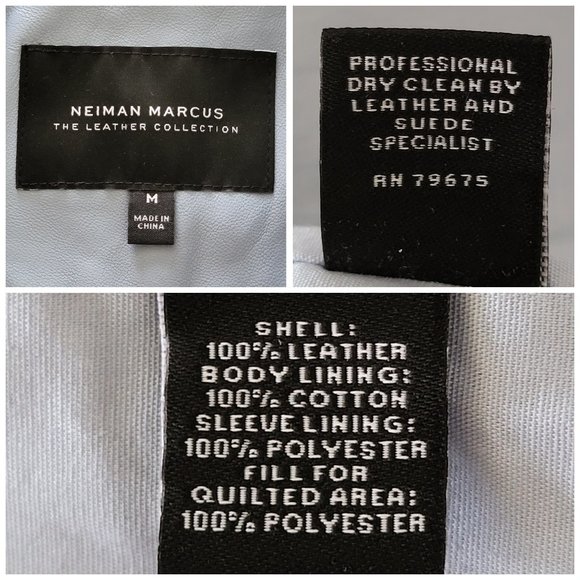 NEIMAN MARCUS
THE LEATHER COLLECTION
M
MADE IN
CHINA
PROFESSIONAL
DRY CLEAN BY
LEATHER AND
SUEDE
SPECIALIST
RN 79675
SHELL:
100% LEATHER
BODY LINING:
100% COTTON
SLEEVE LINING:
100% POLYESTER
FILL FOR
QUILTED AREA:
100% POLYESTER